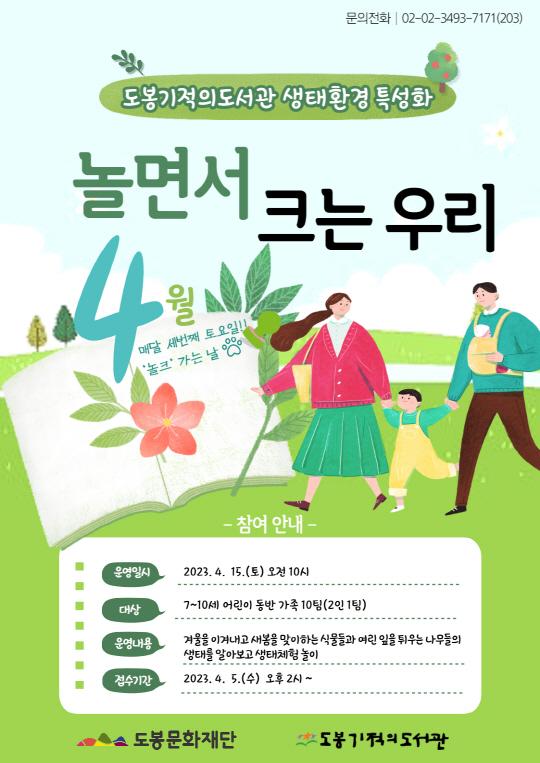 문의전화 | 02-02-3493-7171(203)
도봉기적의도서관 생태환경 특성화
놀면서
크는 우리
4월
매달 세번째 토요일!!
'놀크' 가는 날
- 참여 안내 -
운영일시 2023. 4. 15.(토) 오전 10시
대상 7~10세 어린이 동반 가족 10팀(2인 1팀)
운영내용 겨울을 이겨내고 새봄을 맞이하는 식물들과 여린 잎을 틔우는 나무들의
생태를 알아보고 생태체험 놀이
접수기간 2023. 4. 5.(수) 오후 2시 ~
도봉문화재단 도봉기적의도서관